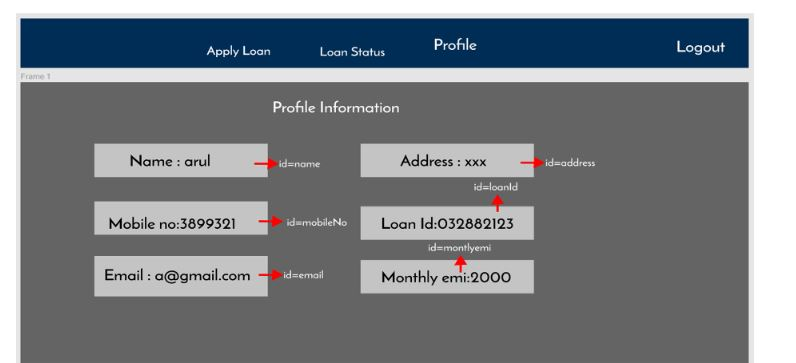 Apply Loan Loan Status Profile Logout
Frame 1
Profile Information
Name : arul id=name Address : xxx id=address
id=loanId
Mobile no:3899321 id=mobileNo Loan Id:032882123
id=montlyemi
Email : a@gmail.com id=email Monthly emi:2000